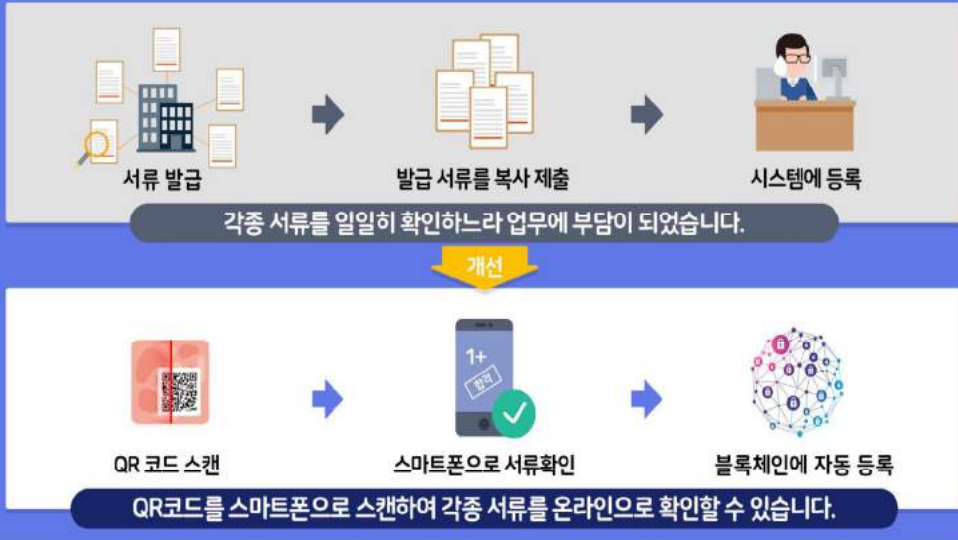 서류 발급
발급 서류를 복사 제출
시스템에 등록
각종 서류를 일일히 확인하느라 업무에 부담이 되었습니다.
개선
1+
합격
QR 코드 스캔
스마트폰으로 서류확인
블록체인에 자동 등록
QR코드를 스마트폰으로 스캔하여 각종 서류를 온라인으로 확인할 수 있습니다.